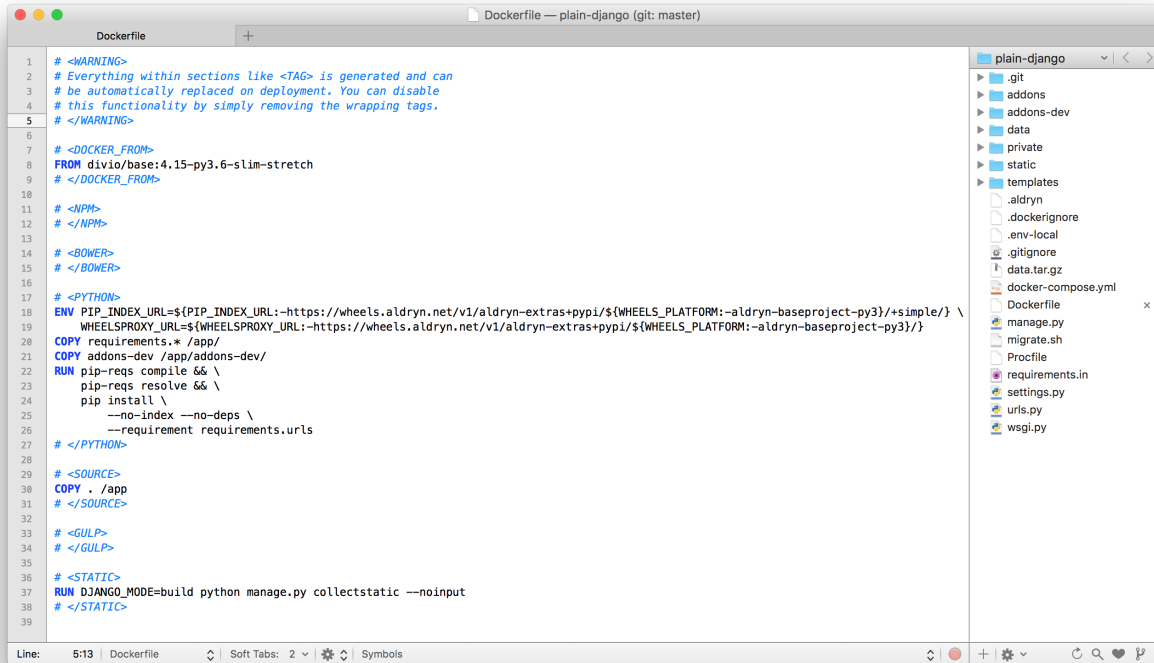 Dockerfile — plain-django (git: master)
Dockerfile
1 # <WARNING>
2 # Everything within sections like <TAG> is generated and can
3 # be automatically replaced on deployment. You can disable
4 # this functionality by simply removing the wrapping tags.
5 # </WARNING>
6
7 # <DOCKER_FROM>
8 FROM divio/base:4.15-py3.6-slim-stretch
9 # </DOCKER_FROM>
10
11 # <NPM>
12 # </NPM>
13
14 # <BOWER>
15 # </BOWER>
16
17 # <PYTHON>
18 ENV PIP_INDEX_URL=${PIP_INDEX_URL:-https://wheels.aldryn.net/v1/aldryn-extras+pypi/${WHEELS_PLATFORM:-aldryn-baseproject-py3}/+simple/} \
19     WHEELSPROXY_URL=${WHEELSPROXY_URL:-https://wheels.aldryn.net/v1/aldryn-extras+pypi/${WHEELS_PLATFORM:-aldryn-baseproject-py3}/}
20 COPY requirements.* /app/
21 COPY addons-dev /app/addons-dev/
22 RUN pip-reqs compile && \
23     pip-reqs resolve && \
24     pip install \
25         --no-index --no-deps \
26         --requirement requirements.urls
27 # </PYTHON>
28
29 # <SOURCE>
30 COPY . /app
31 # </SOURCE>
32
33 # <GULP>
34 # </GULP>
35
36 # <STATIC>
37 RUN DJANGO_MODE=build python manage.py collectstatic --noinput
38 # </STATIC>
39
plain-django
.git
addons
addons-dev
data
private
static
templates
.aldryn
.dockerignore
.env-local
.gitignore
data.tar.gz
docker-compose.yml
Dockerfile
manage.py
migrate.sh
Procfile
requirements.in
settings.py
urls.py
wsgi.py
Line: 5:13 Dockerfile Soft Tabs: 2 Symbols